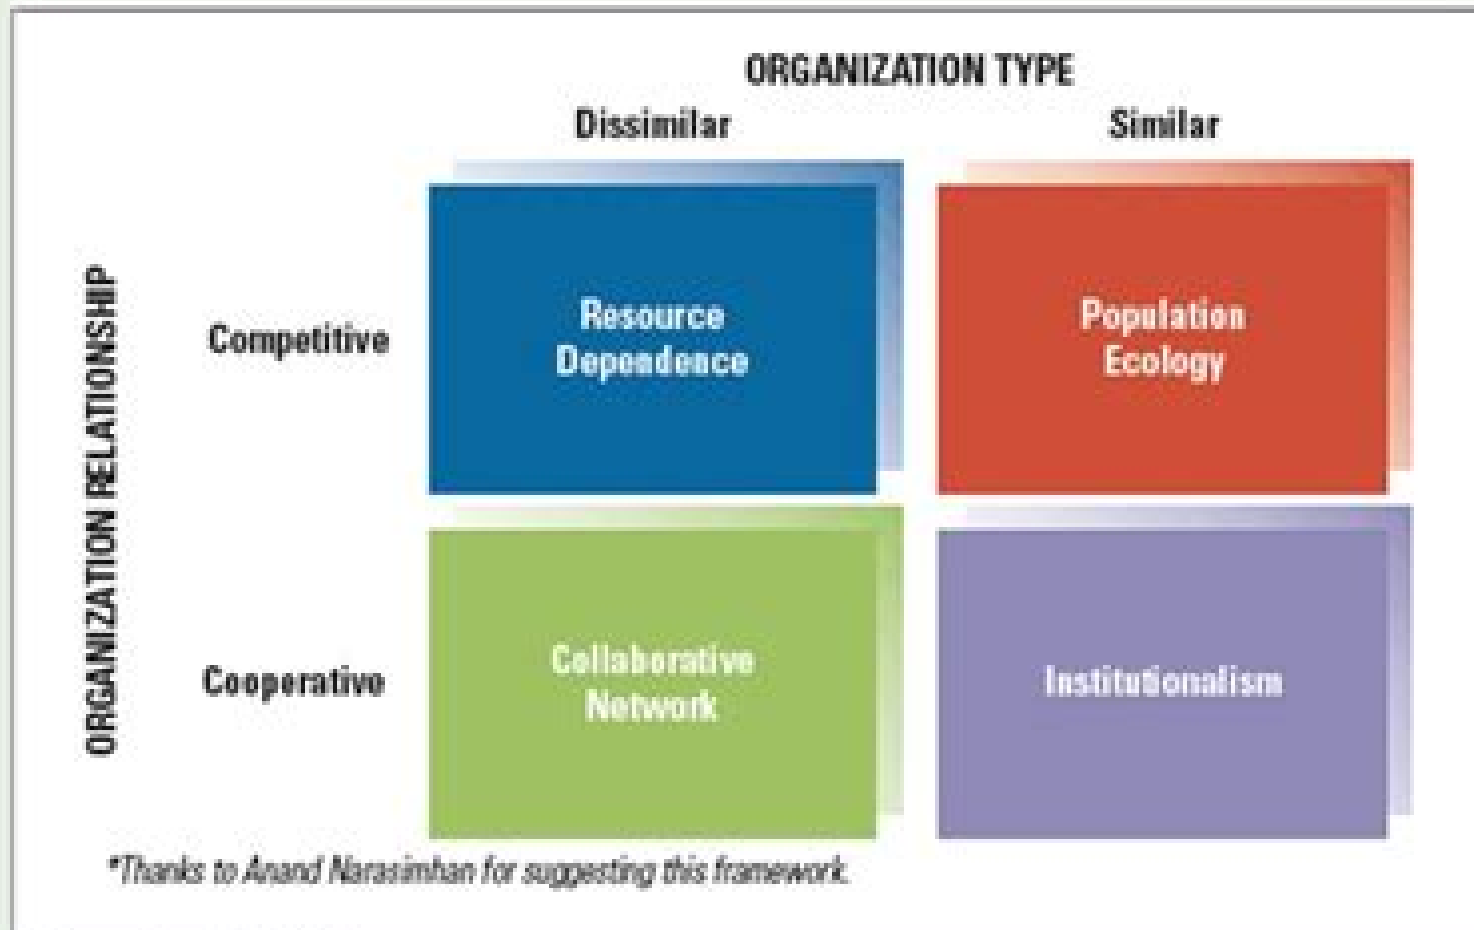 ORGANIZATION TYPE
Dissimilar
Similar
ORGANIZATION RELATIONSHIP
Competitive
Resource
Dependence
Population
Ecology
Cooperative
Collaborative
Network
Institutionalism
*Thanks to Anand Narasimhan for suggesting this framework.